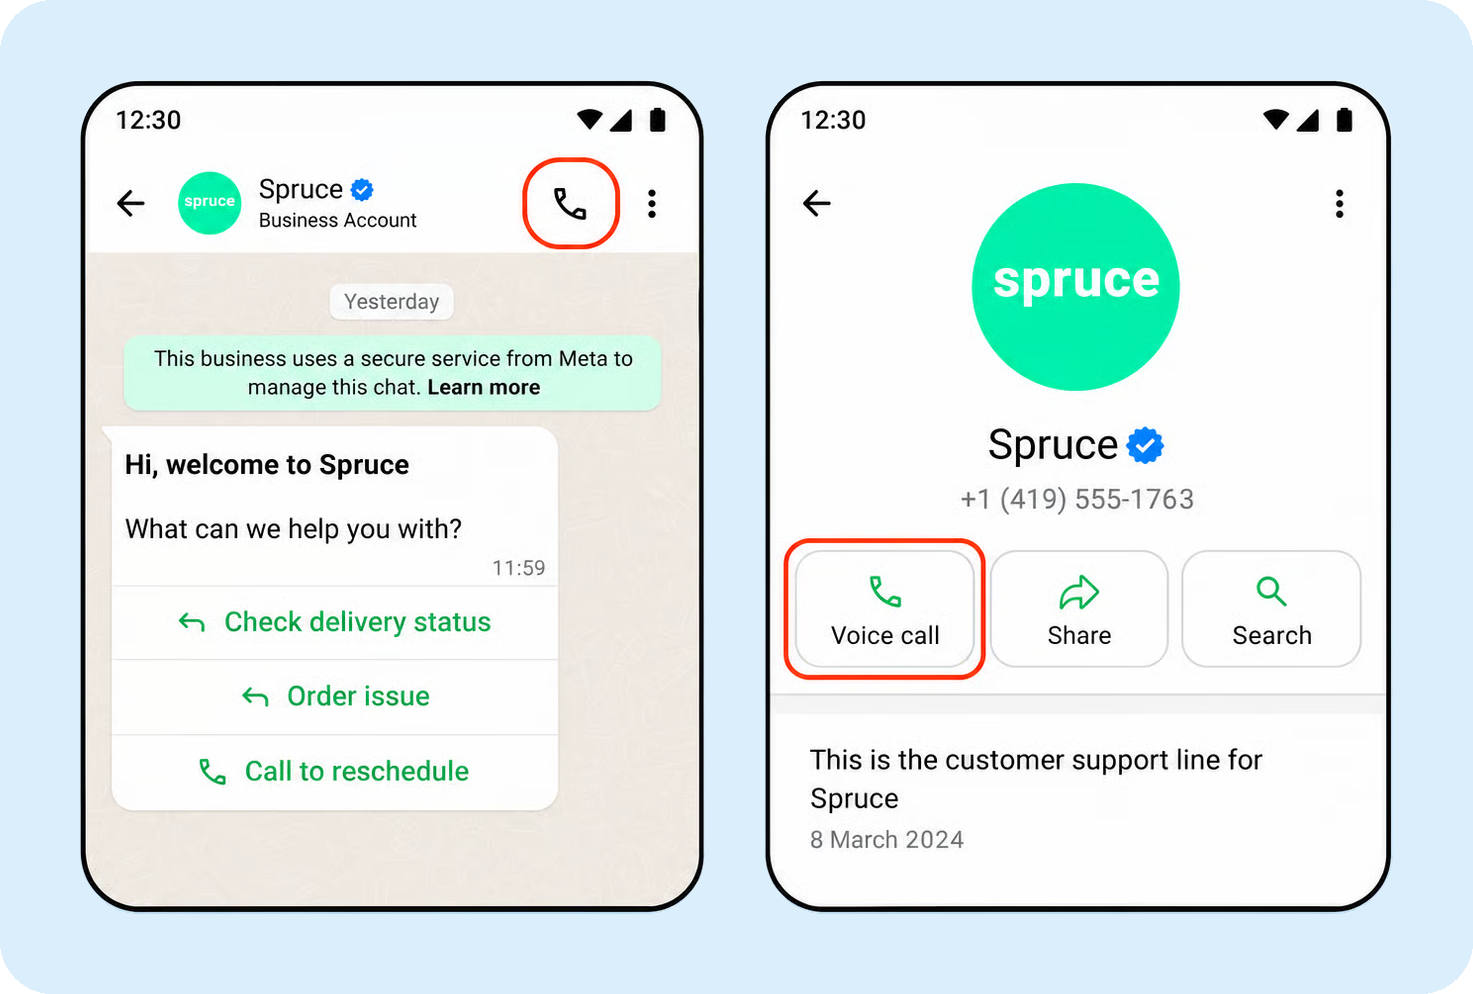 12:30
spruce
Spruce
Business Account
Yesterday
This business uses a secure service from Meta to
manage this chat. Learn more
Hi, welcome to Spruce
What can we help you with?
11:59
Check delivery status
Order issue
Call to reschedule
12:30
spruce
Spruce
+1 (419) 555-1763
Voice call
Share
Search
This is the customer support line for
Spruce
8 March 2024